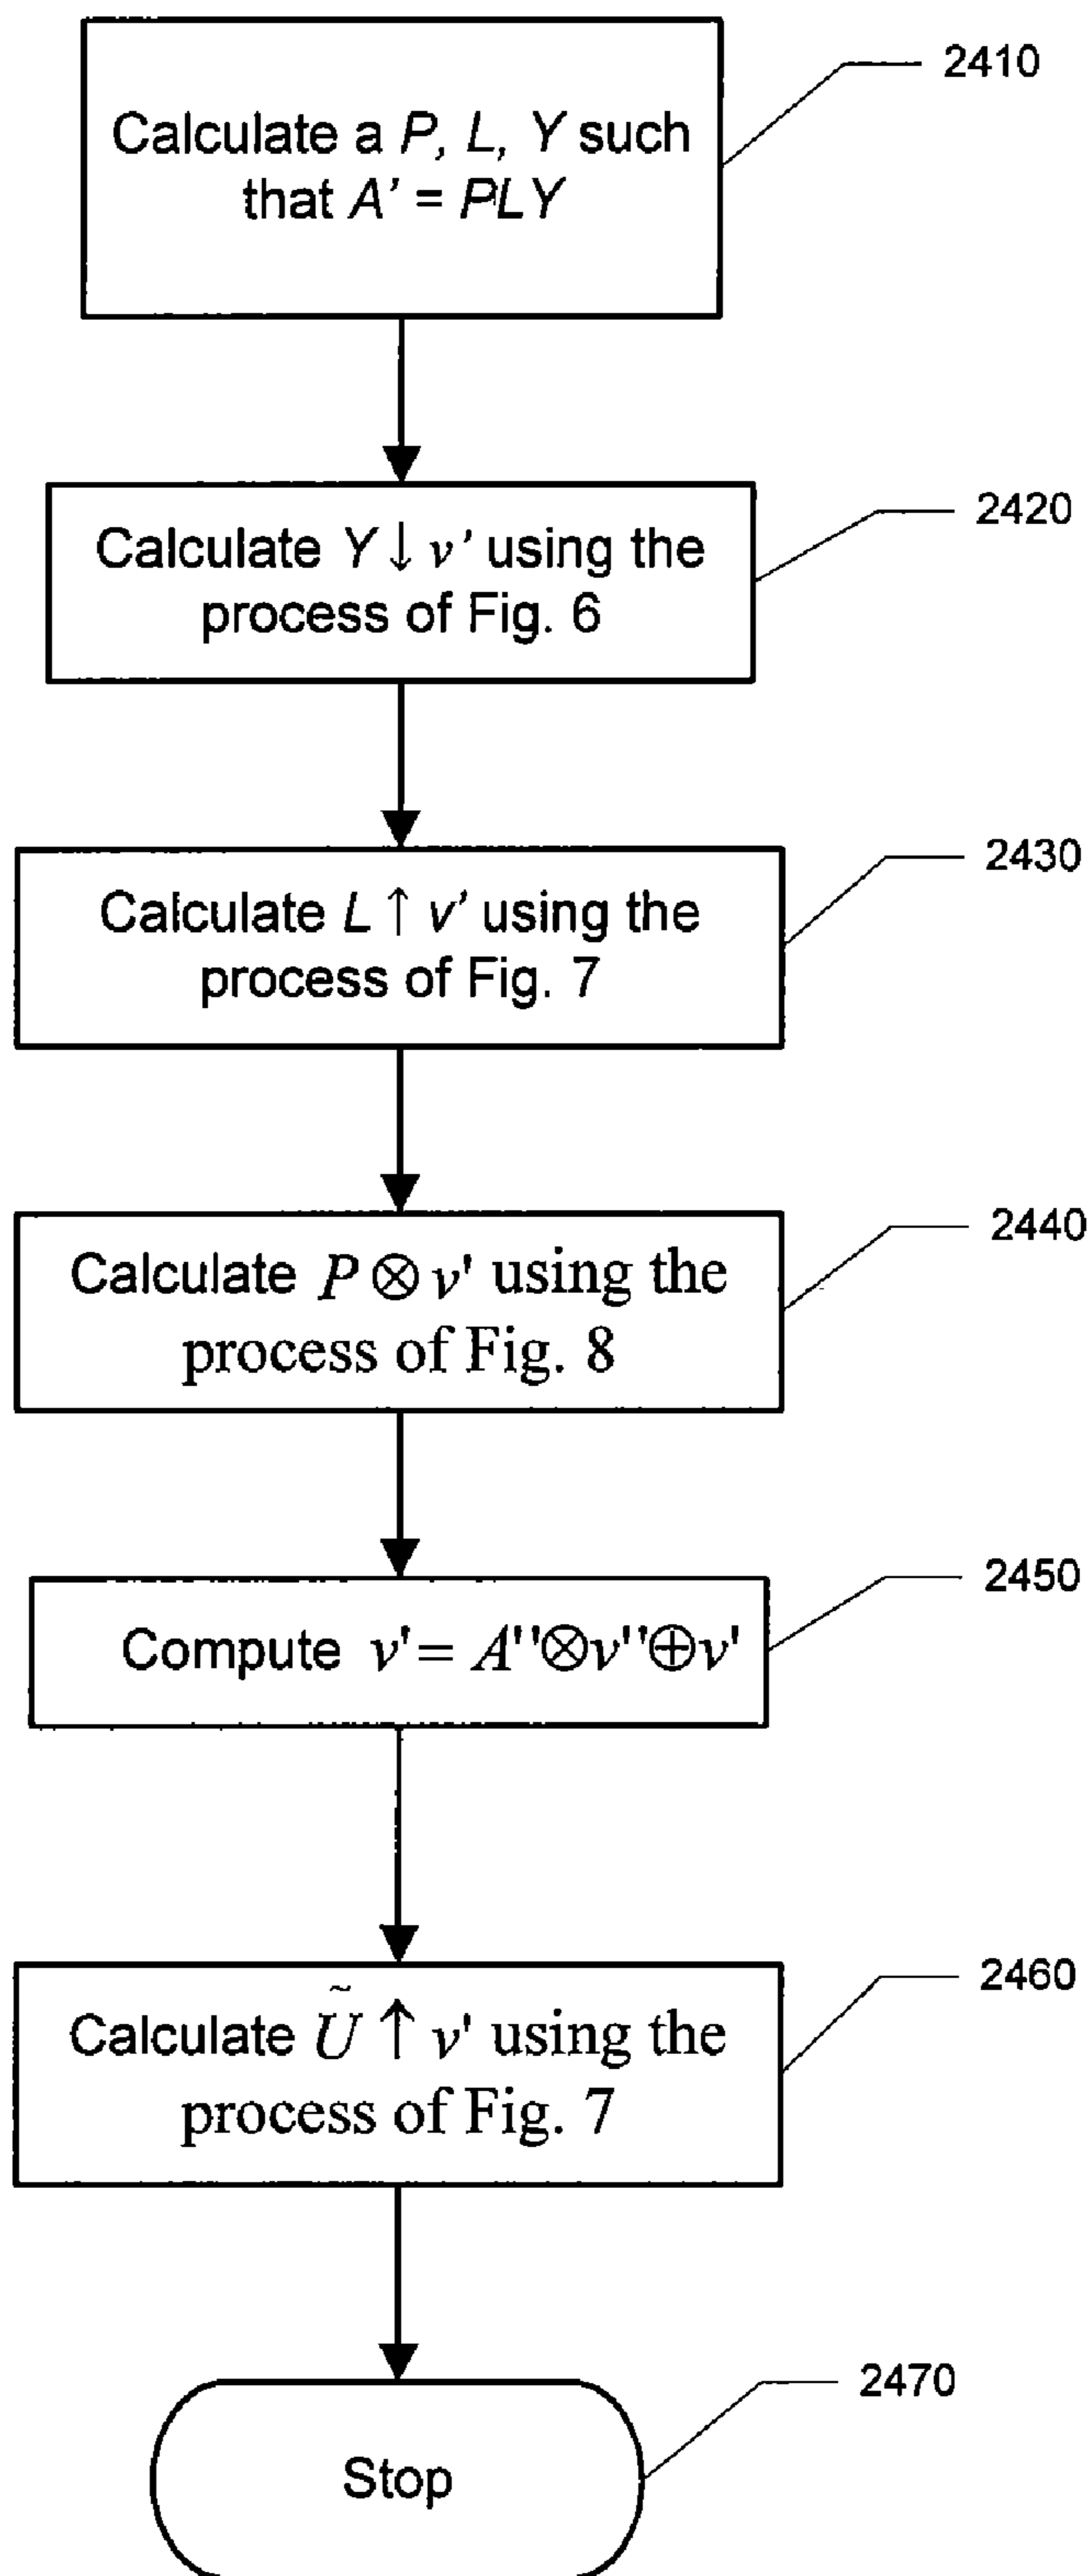 2410
Calculate a P, L, Y such
that A' = PLY
2420
Calculate Y ↓ v' using the
process of Fig. 6
2430
Calculate L ↑ v' using the
process of Fig. 7
2440
Calculate P ⊗ v' using the
process of Fig. 8
2450
Compute v' = A''⊗v''⊕v'
2460
Calculate Ũ ↑ v' using the
process of Fig. 7
2470
Stop